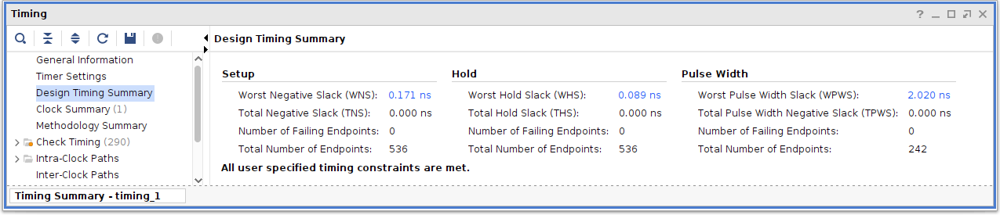 Timing
?
Design Timing Summary
General Information
Timer Settings
Design Timing Summary
Clock Summary (1)
Methodology Summary
Check Timing (290)
Intra-Clock Paths
Inter-Clock Paths
Setup
Worst Negative Slack (WNS): 0.171 ns
Total Negative Slack (TNS): 0.000 ns
Number of Failing Endpoints: 0
Total Number of Endpoints: 536
Hold
Worst Hold Slack (WHS): 0.089 ns
Total Hold Slack (THS): 0.000 ns
Number of Failing Endpoints: 0
Total Number of Endpoints: 536
Pulse Width
Worst Pulse Width Slack (WPWS): 2.020 ns
Total Pulse Width Negative Slack (TPWS): 0.000 ns
Number of Failing Endpoints: 0
Total Number of Endpoints: 242
All user specified timing constraints are met.
Timing Summary - timing_1